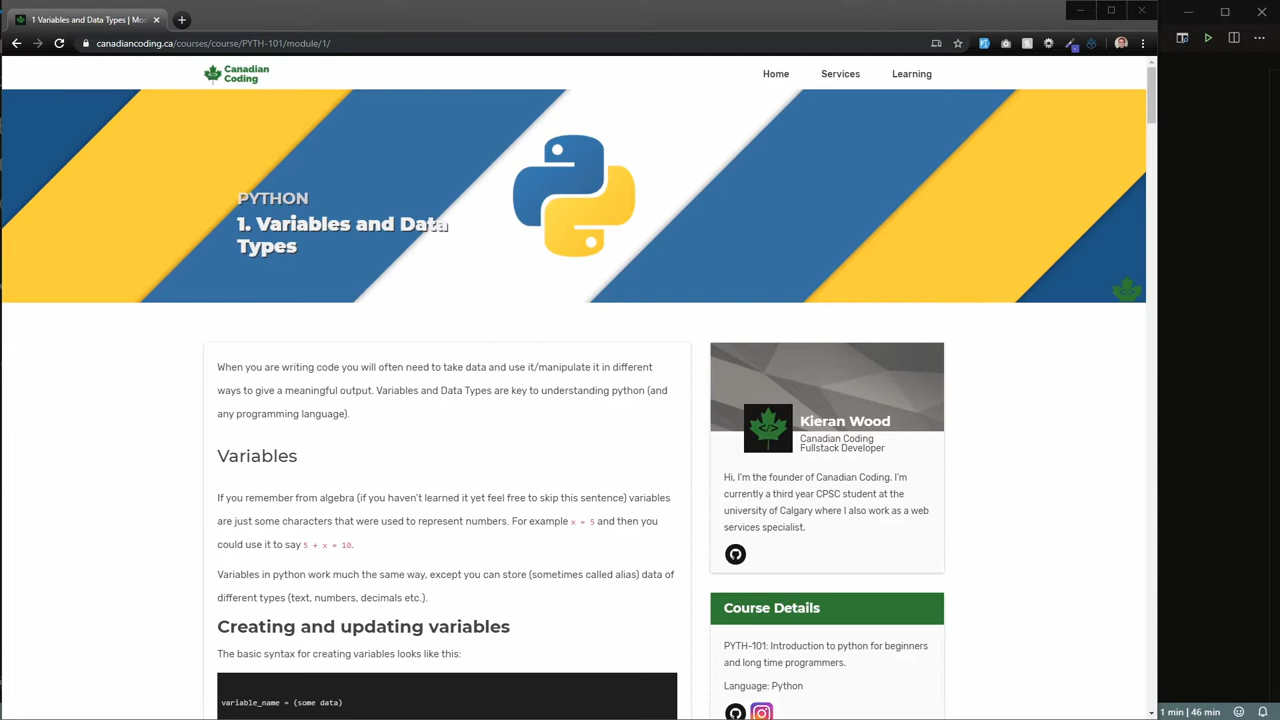 1 Variables and Data Types | Mo
canadiancoding.ca/courses/course/PYTH-101/module/1/
Canadian
Coding
Home
Services
Learning
PYTHON
1. Variables and Data
Types
When you are writing code you will often need to take data and use it/manipulate it in different
ways to give a meaningful output. Variables and Data Types are key to understanding python (and
any programming language).
Variables
If you remember from algebra (if you haven't learned it yet feel free to skip this sentence) variables
are just some characters that were used to represent numbers. For example x = 5 and then you
could use it to say 5 + x = 10.
Variables in python work much the same way, except you can store (sometimes called alias) data of
different types (text, numbers, decimals etc.).
Creating and updating variables
The basic syntax for creating variables looks like this:
variable_name = (some data)
Kieran Wood
Canadian Coding
Fullstack Developer
Hi, I'm the founder of Canadian Coding. I'm
currently a third year CPSC student at the
university of Calgary where I also work as a web
services specialist.
Course Details
PYTH-101: Introduction to python for beginners
and long time programmers.
Language: Python
1 min | 46 min